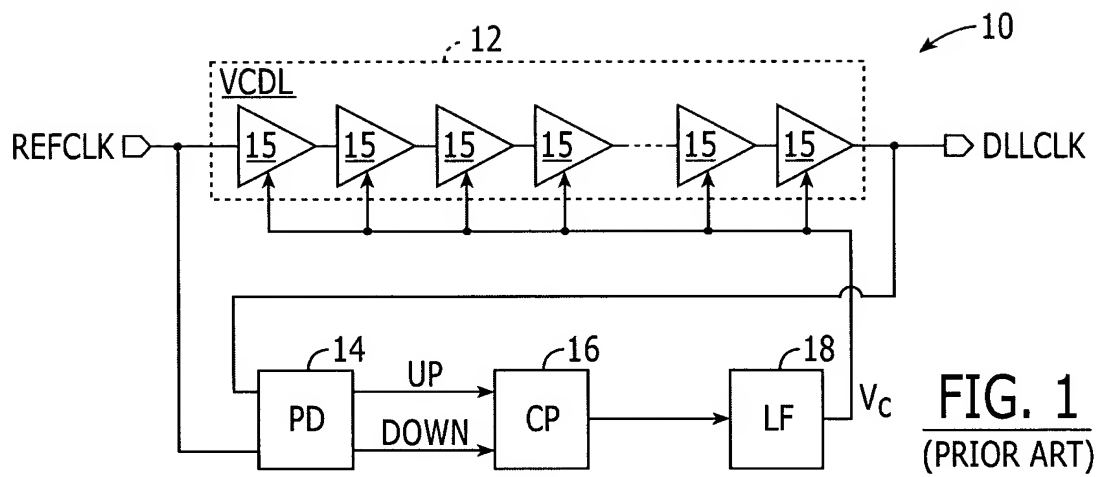 10
12
VCDL
REFCLK 15 15 15 15 15 15 DLLCLK
14 16 18
UP
PD CP LF VC
DOWN
FIG. 1
(PRIOR ART)